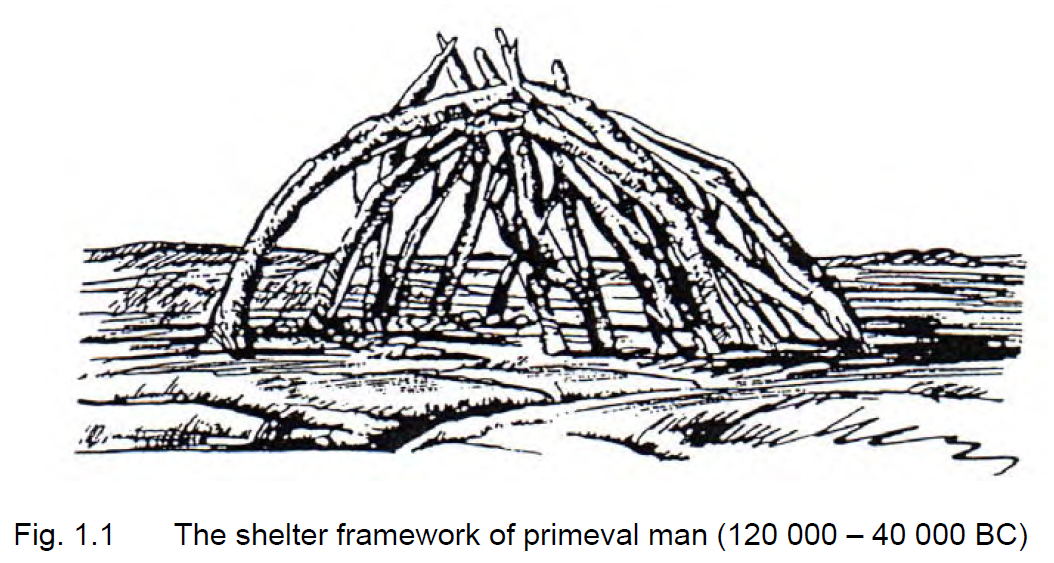 Fig. 1.1 The shelter framework of primeval man (120 000 – 40 000 BC)